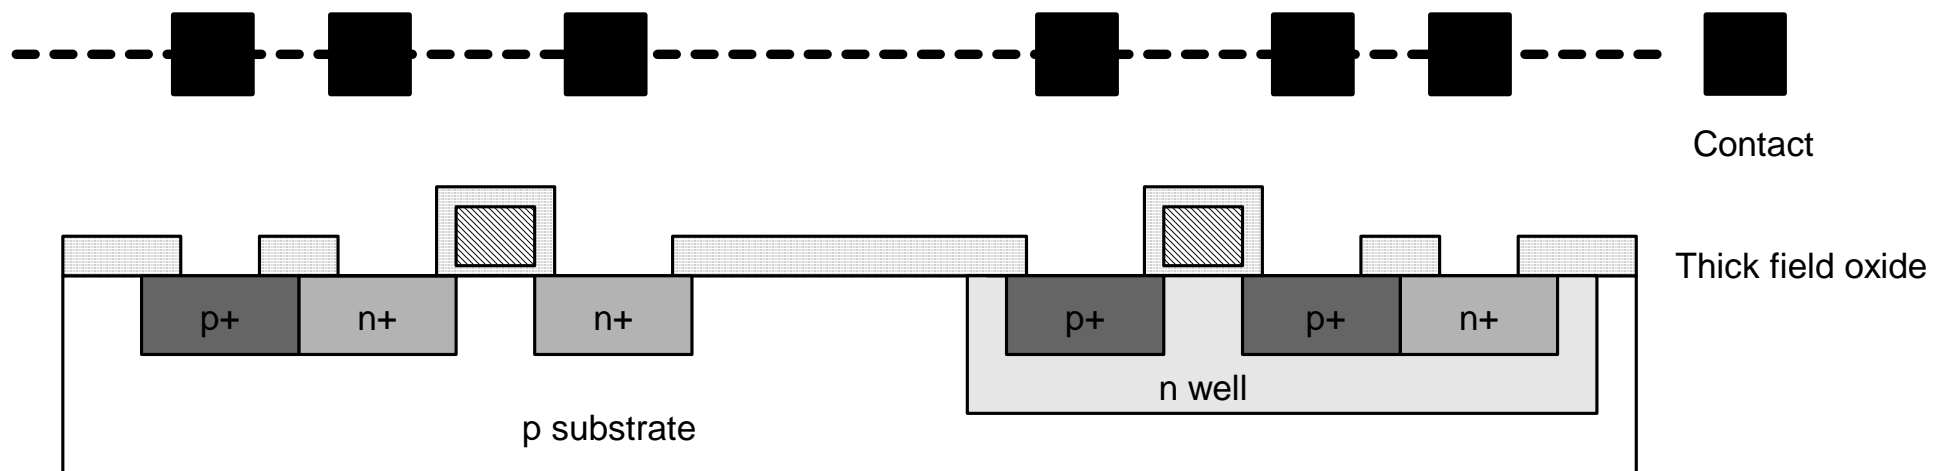 Contact
Thick field oxide
p+ n+ n+ p+ p+ n+
n well
p substrate